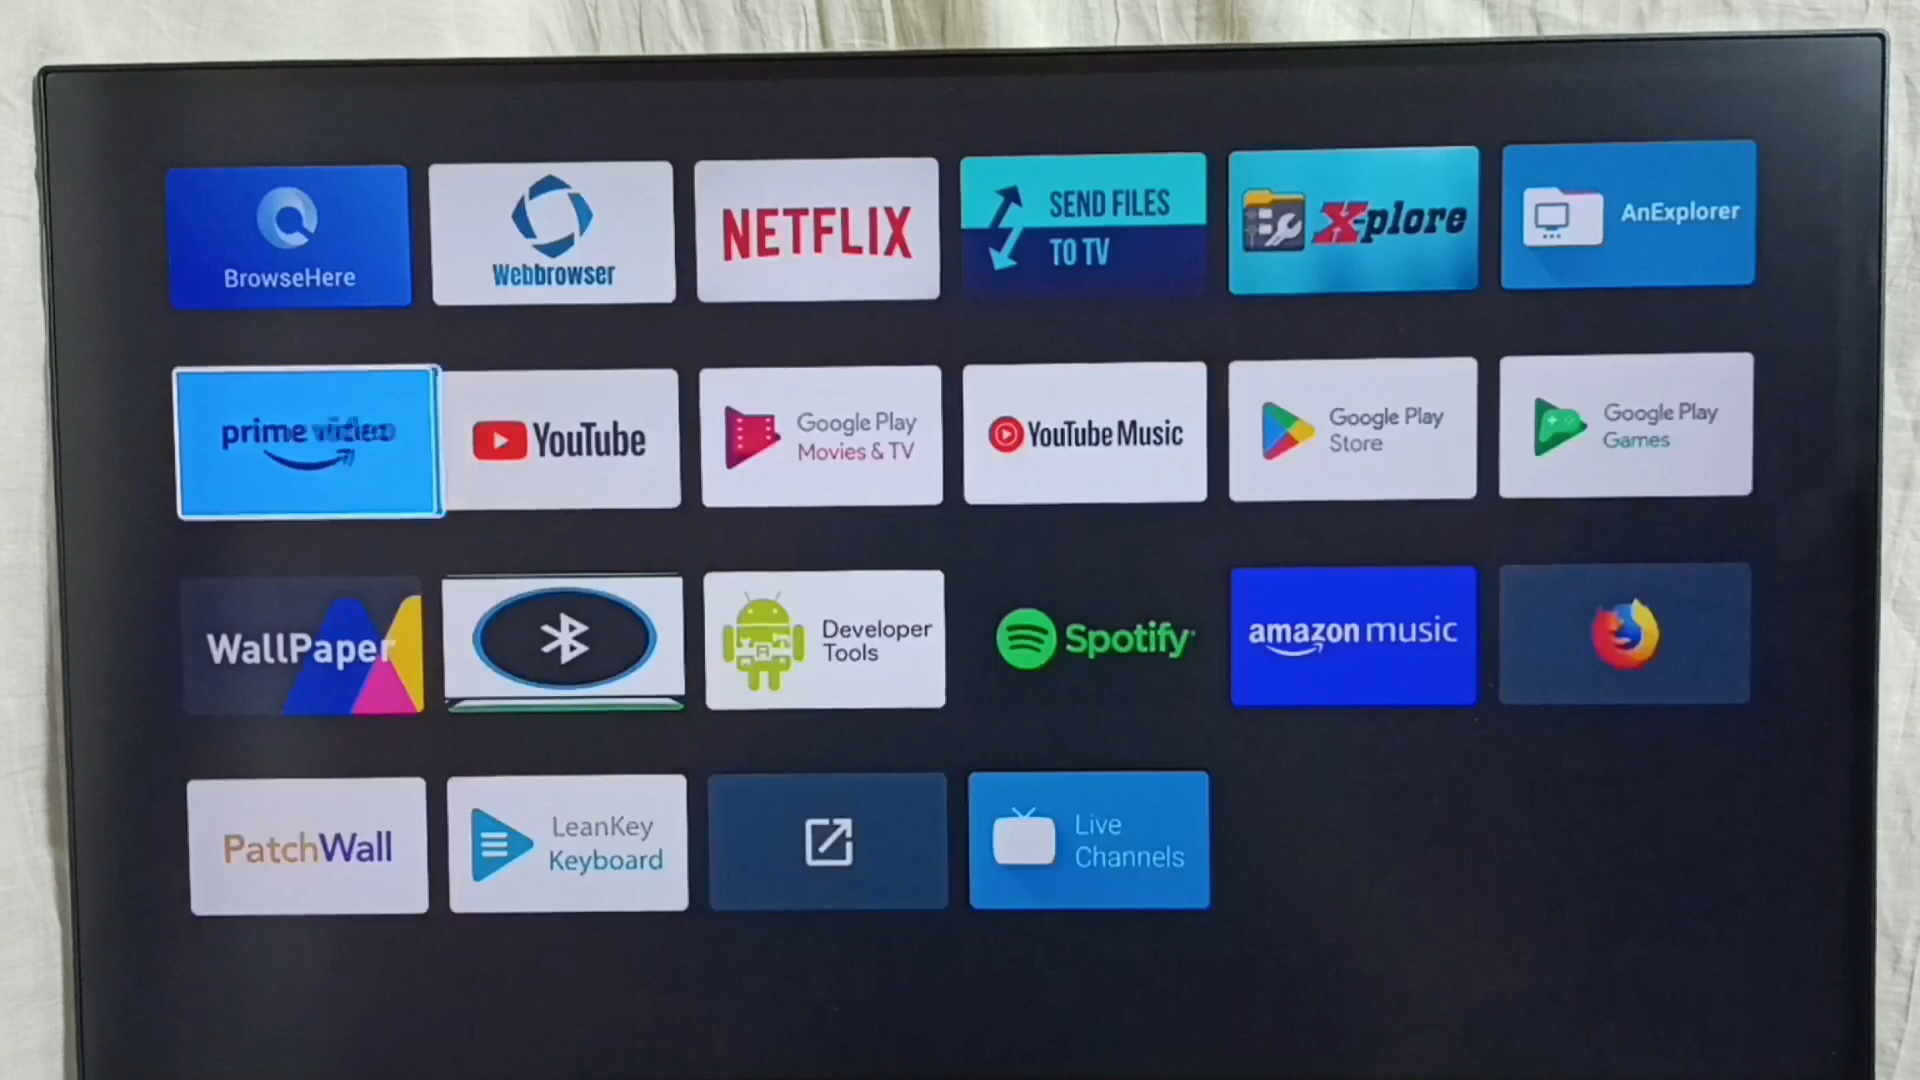 BrowseHere
Webbrowser
NETFLIX
SEND FILES
TO TV
X-plore
AnExplorer
prime video
YouTube
Google Play
Movies & TV
YouTube Music
Google Play
Store
Google Play
Games
WallPaper
Developer
Tools
Spotify
amazon music
PatchWall
LeanKey
Keyboard
Live
Channels